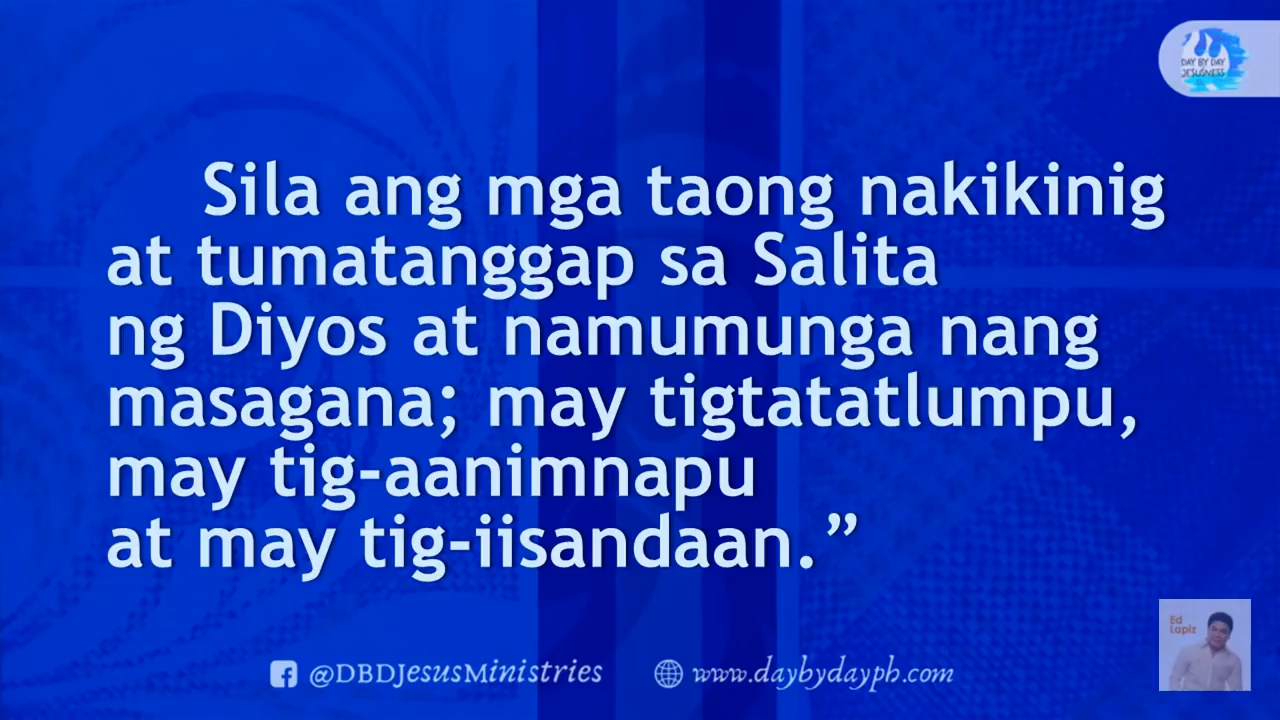 DAY BY DAY
JESUSNESS
Sila ang mga taong nakikinig
at tumatanggap sa Salita
ng Diyos at namumunga nang
masagana; may tigtatatlumpu,
may tig-aanimnapu
at may tig-iisandaan.”
Ed
Lapiz
@DBDJesusMinistries
www.daybydayph.com